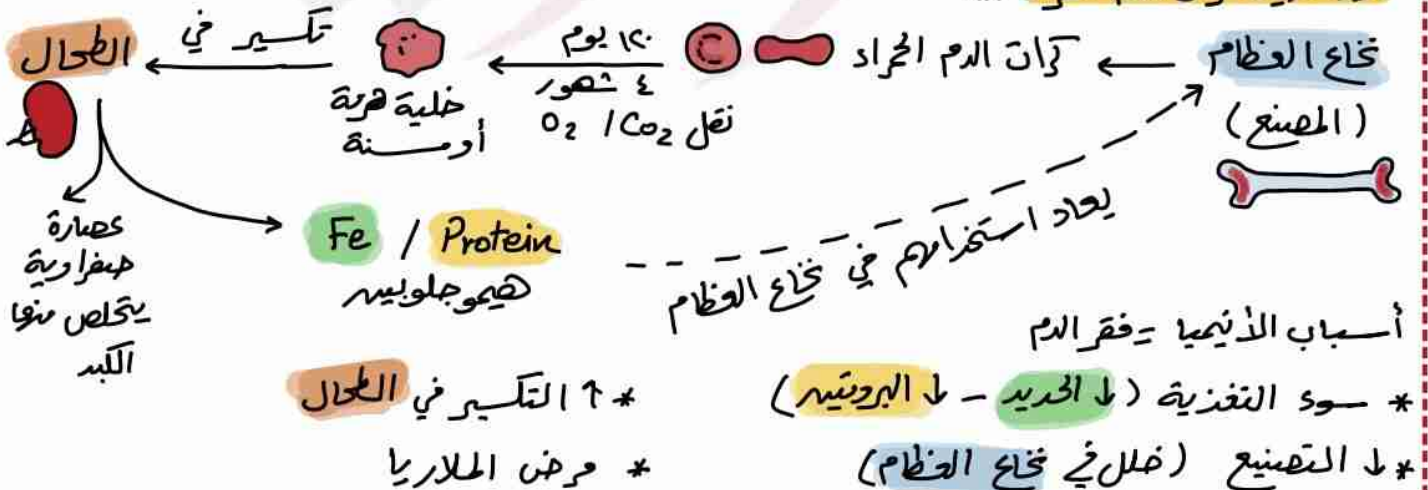 نخاع العظام
(المصنع)
كرات الدم الحمراء
١٢٠ يوم
٤ شهور
نقل O₂ / CO₂
خلية هرمة
أو مسنة
تكسير في
الطحال
عصارة
صفراوية
يتخلص منها
الكبد
Fe / Protein
هيموجلوبين
يعاد استخدامهم في نخاع العظام
أسباب الأنيميا = فقر الدم
* سوء التغذية (↓ الحديد - ↓ البروتين)
* ↓ التصنيع (خلل في نخاع العظام)
* ↑ التكسير في الطحال
* مرض الملاريا